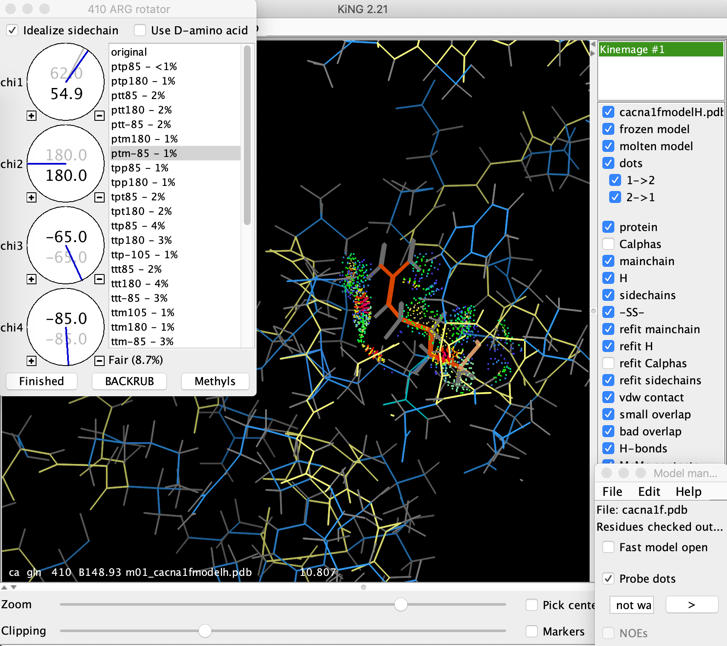 410 ARG rotator
KiNG 2.21
Idealize sidechain
Use D-amino acid
chi1
62.0
54.9
chi2
180.0
180.0
chi3
-65.0
-65.0
chi4
-85.0
-85.0
original
ptp85 - <1%
ptp180 - 1%
ptt85 - 2%
ptt180 - 2%
ptt-85 - 2%
ptm180 - 1%
ptm-85 - 1%
tpp85 - 1%
tpp180 - 1%
tpt85 - 2%
tpt180 - 2%
ttp85 - 4%
ttp180 - 3%
ttp-105 - 1%
ttt85 - 2%
ttt180 - 4%
ttt-85 - 3%
ttm105 - 1%
ttm180 - 1%
ttm-85 - 3%
Fair (8.7%)
Finished
BACKRUB
Methyls
Kinemage #1
cacna1fmodelH.pdb
frozen model
molten model
dots
1->2
2->1
protein
Calphas
mainchain
H
sidechains
-SS-
refit mainchain
refit H
refit Calphas
refit sidechains
vdw contact
small overlap
bad overlap
H-bonds
ca gln 410 B148.93 m01_cacna1fmodelh.pdb
10.807
Zoom
Clipping
Pick cente
Markers
Model man...
File Edit Help
File: cacna1f.pdb
Residues checked out...
Fast model open
Probe dots
not wa
>
NOEs